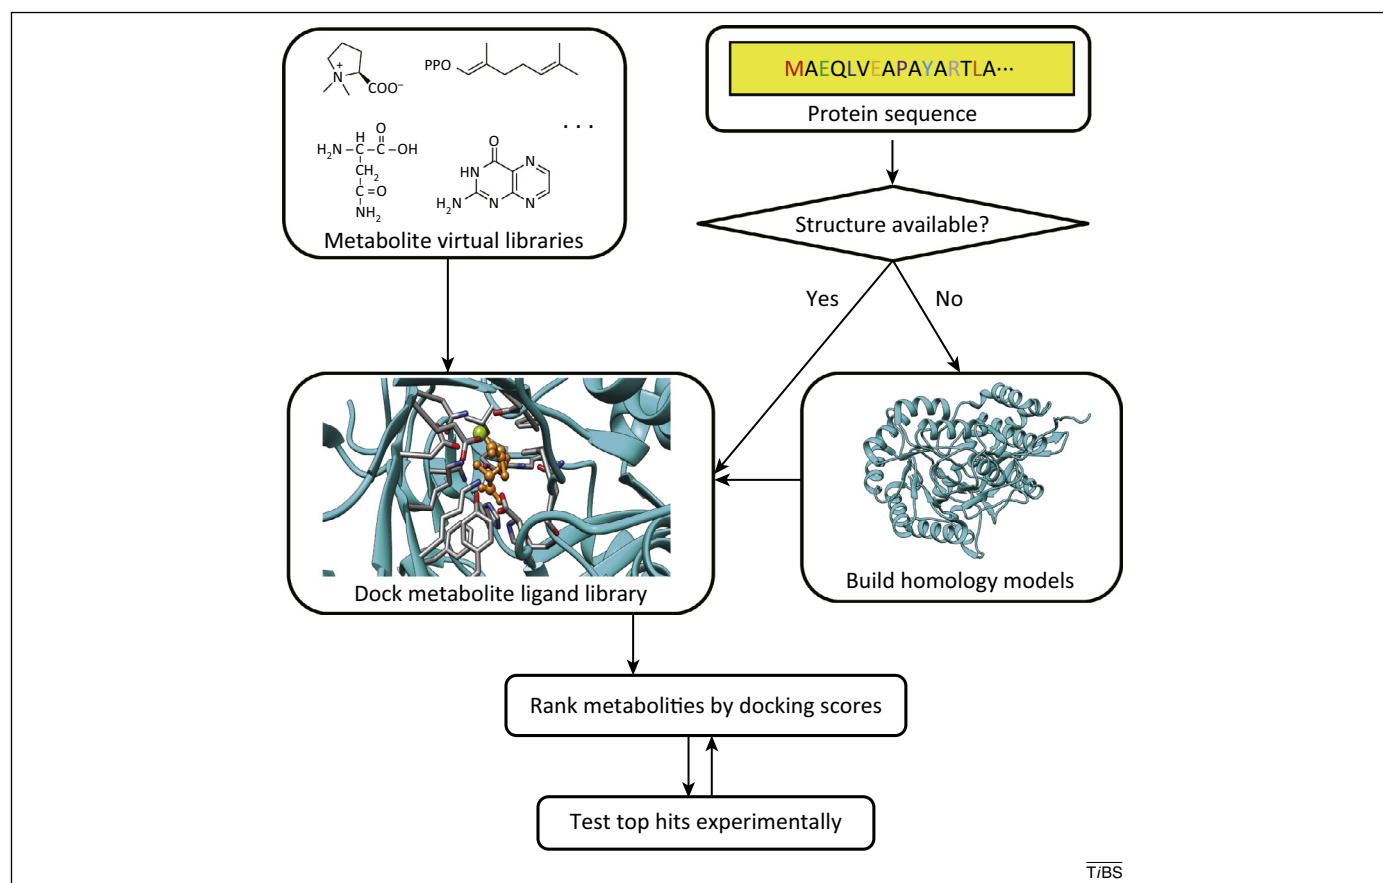 N
+
COO⁻
PPO
H₂N
H
C
C
O
OH
CH₂
C=O
NH₂
O
HN
N
N
H₂N
N
N
...
Metabolite virtual libraries
MAEQLVEAPAYARTLA...
Protein sequence
Structure available?
Yes
No
Dock metabolite ligand library
Build homology models
Rank metabolities by docking scores
Test top hits experimentally
TiBS